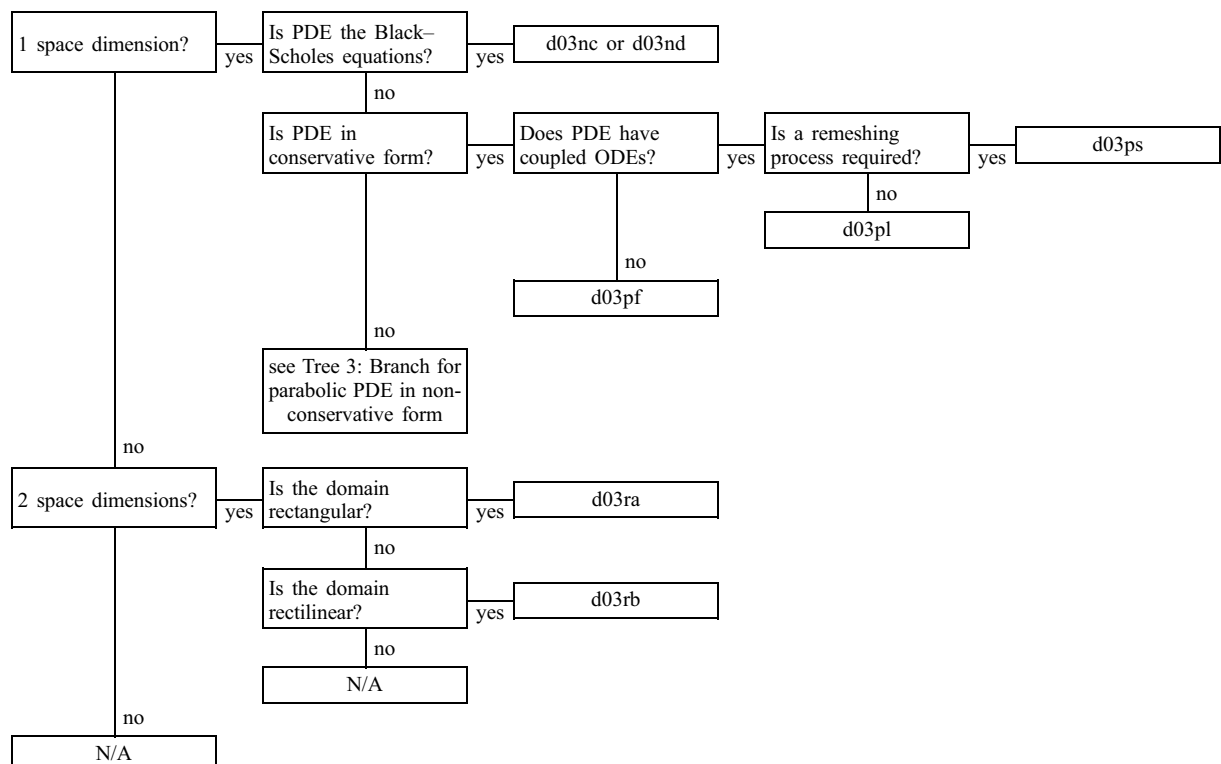 1 space dimension?
yes
Is PDE the Black–
Scholes equations?
yes
d03nc or d03nd
no
Is PDE in
conservative form?
yes
Does PDE have
coupled ODEs?
yes
Is a remeshing
process required?
yes
d03ps
no
d03pl
no
d03pf
no
see Tree 3: Branch for
parabolic PDE in non-
conservative form
no
2 space dimensions?
yes
Is the domain
rectangular?
yes
d03ra
no
Is the domain
rectilinear?
yes
d03rb
no
N/A
no
N/A